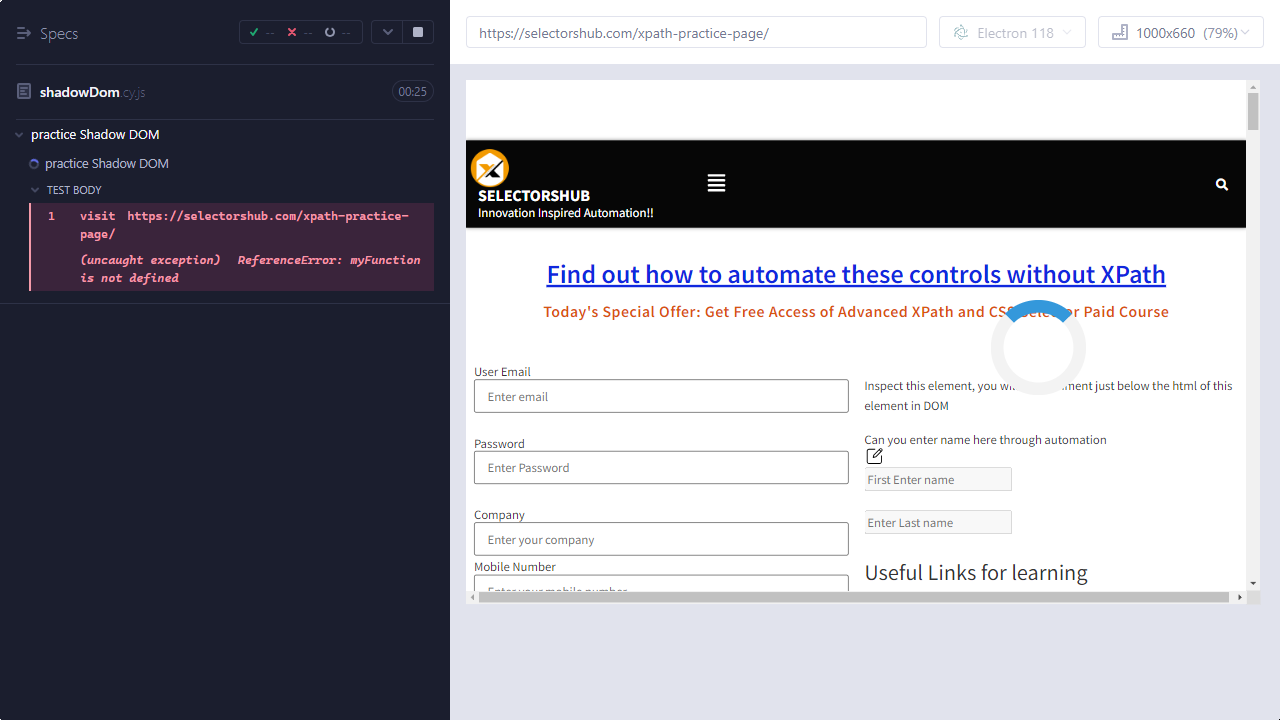 Specs
--
--
--
https://selectorshub.com/xpath-practice-page/
Electron 118
1000x660 (79%)
shadowDom.cy.js
00:25
practice Shadow DOM
practice Shadow DOM
TEST BODY
1 visit https://selectorshub.com/xpath-practice-
page/
(uncaught exception) ReferenceError: myFunction
is not defined
SELECTORSHUB
Innovation Inspired Automation!!
Find out how to automate these controls without XPath
Today's Special Offer: Get Free Access of Advanced XPath and CSS Selector Paid Course
User Email
Enter email
Password
Enter Password
Company
Enter your company
Mobile Number
Enter your mobile number
Inspect this element, you just below the html of this
element in DOM
Can you enter name here through automation
First Enter name
Enter Last name
Useful Links for learning